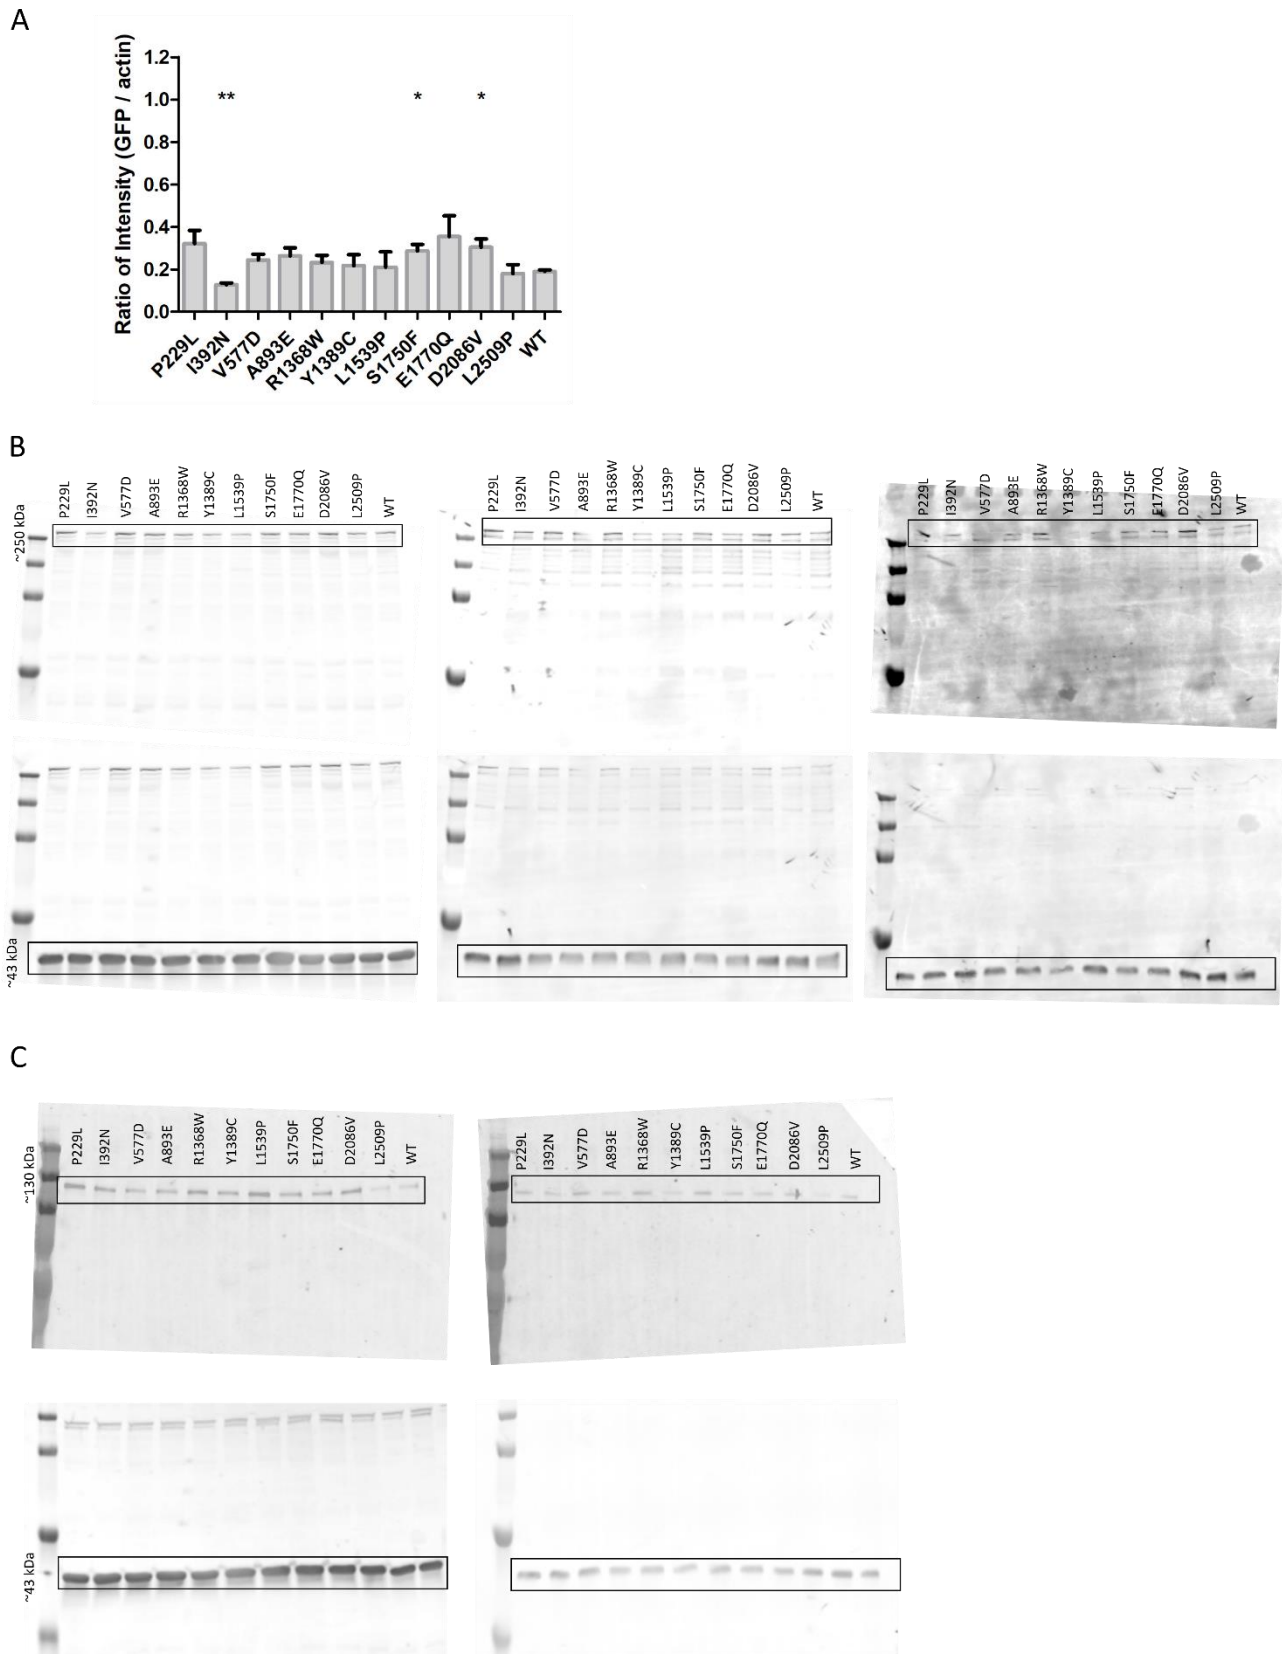 A
Ratio of Intensity (GFP / actin)
1.2
1.0
0.8
0.6
0.4
0.2
0.0
** * *
P229L I392N V577D A893E R1368W Y1389C L1539P S1750F E1770Q D2086V L2509P WT
B
P229L I392N V577D A893E R1368W Y1389C L1539P S1750F E1770Q D2086V L2509P WT
P229L I392N V577D A893E R1368W Y1389C L1539P S1750F E1770Q D2086V L2509P WT
P229L I392N V577D A893E R1368W Y1389C L1539P S1750F E1770Q D2086V L2509P WT
~250 kDa
~43 kDa
C
P229L I392N V577D A893E R1368W Y1389C L1539P S1750F E1770Q D2086V L2509P WT
P229L I392N V577D A893E R1368W Y1389C L1539P S1750F E1770Q D2086V L2509P WT
~130 kDa
~43 kDa